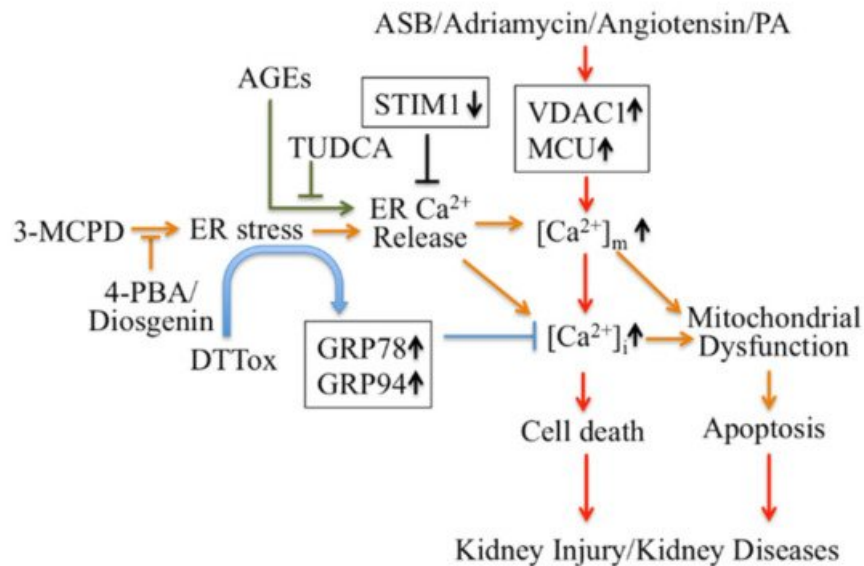 ASB/Adriamycin/Angiotensin/PA
AGEs
STIM1↓
VDAC1↑
MCU↑
TUDCA
3-MCPD
ER stress
ER Ca²⁺
Release
[Ca²⁺]ₘ ↑
4-PBA/
Diosgenin
DTTox
GRP78↑
GRP94↑
[Ca²⁺]ᵢ↑
Mitochondrial
Dysfunction
Cell death
Apoptosis
Kidney Injury/Kidney Diseases